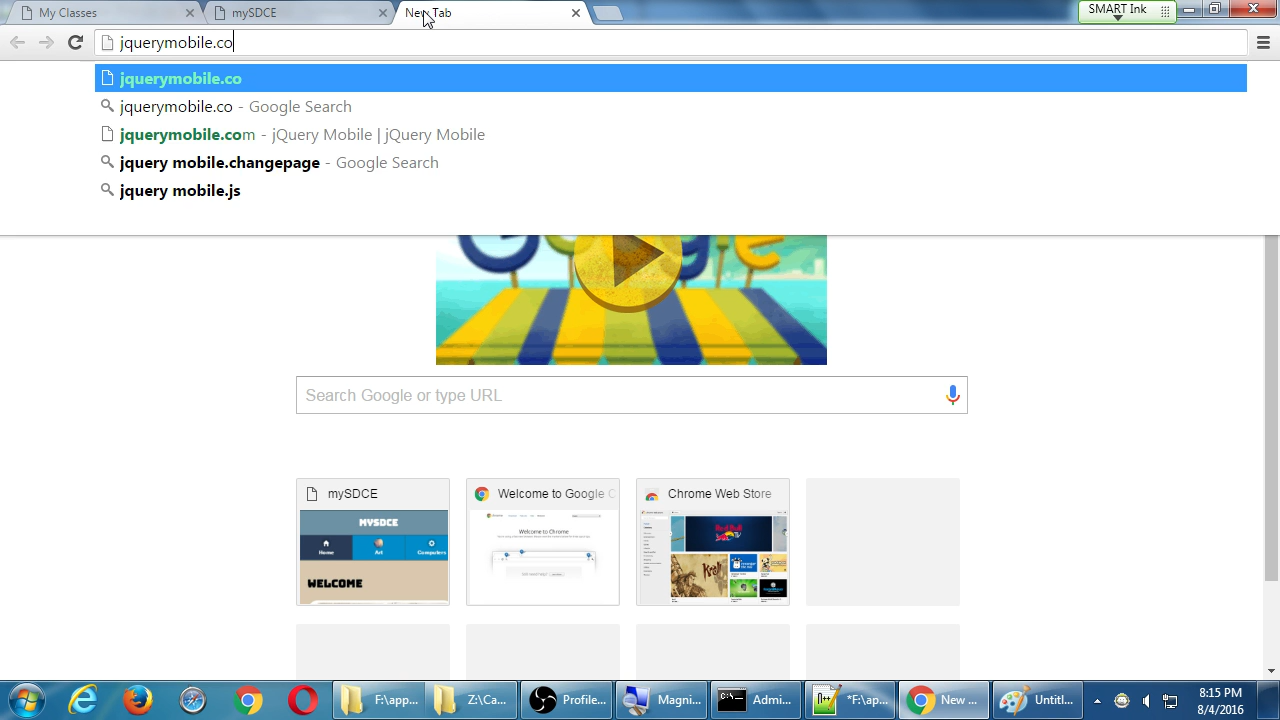 My Classes
mySDCE
New Tab
SMART Ink
jquerymobile.co
jquerymobile.co
jquerymobile.co - Google Search
jquerymobile.com - jQuery Mobile | jQuery Mobile
jquery mobile.changepage - Google Search
jquery mobile.js
Search Google or type URL
mySDCE
Welcome to Google C
Chrome Web Store
MYSDCE
Home
Art
Computers
WELCOME
Welcome to Chrome
F:\app...
Z:\Ca...
Profile...
Magni...
Admi...
*F:\ap...
New ...
Untitl...
8:15 PM
8/4/2016